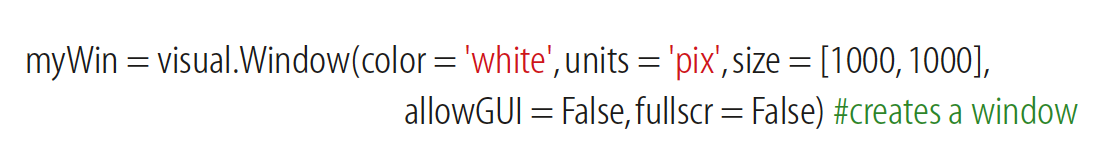 myWin = visual.Window(color = 'white', units = 'pix', size = [1000, 1000],
allowGUI = False, fullscr = False) #creates a window